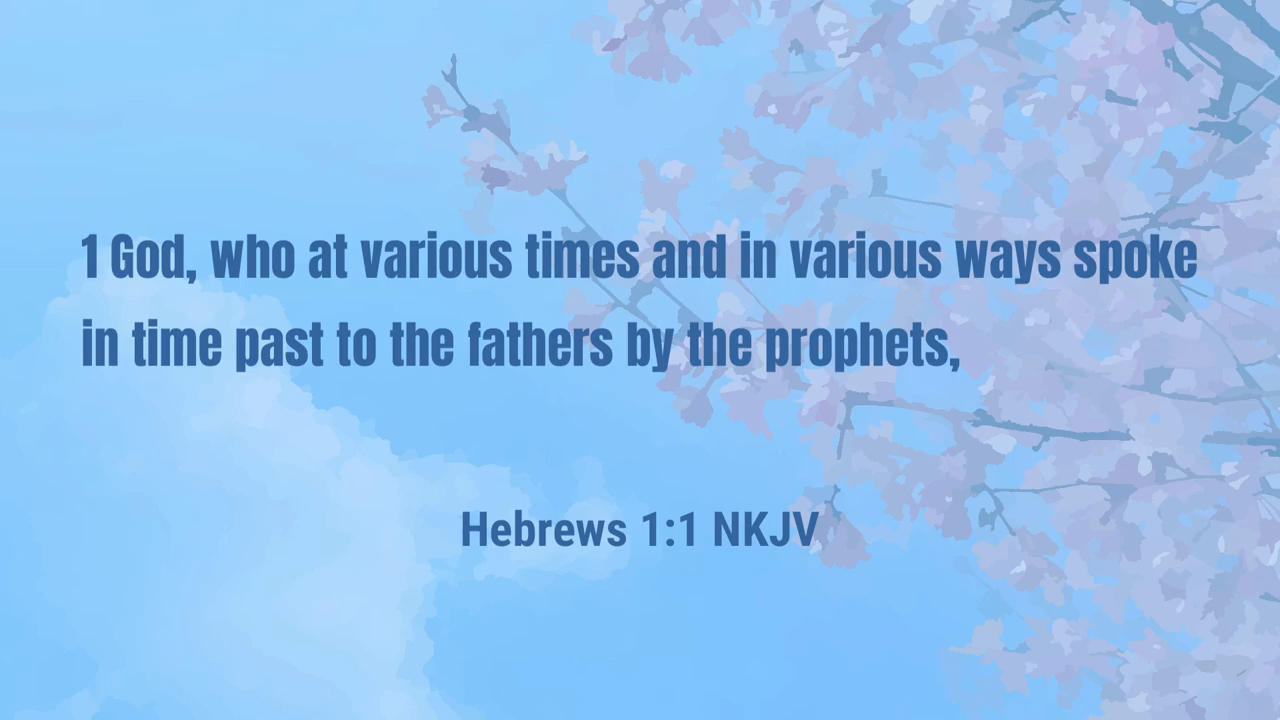 1 God, who at various times and in various ways spoke
in time past to the fathers by the prophets,
Hebrews 1:1 NKJV